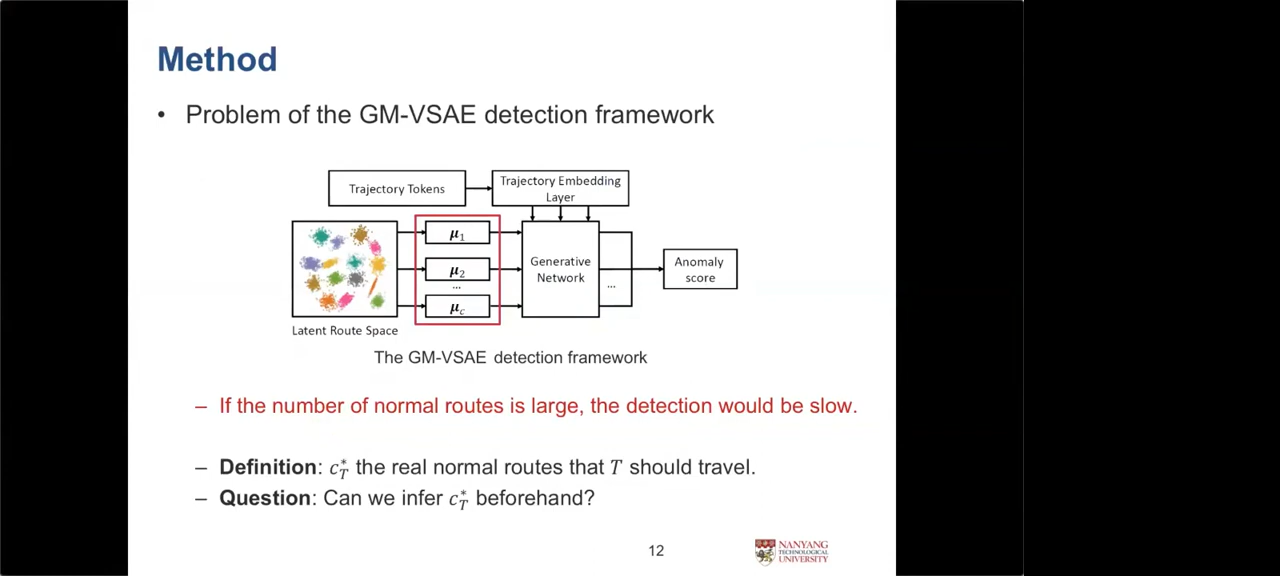 Method
• Problem of the GM-VSAE detection framework
Trajectory Tokens
Trajectory Embedding
Layer
μ1
μ2
...
μc
Generative
Network
...
Anomaly
score
Latent Route Space
The GM-VSAE detection framework
– If the number of normal routes is large, the detection would be slow.
– Definition: c*T the real normal routes that T should travel.
– Question: Can we infer c*T beforehand?
12
NANYANG
TECHNOLOGICAL
UNIVERSITY